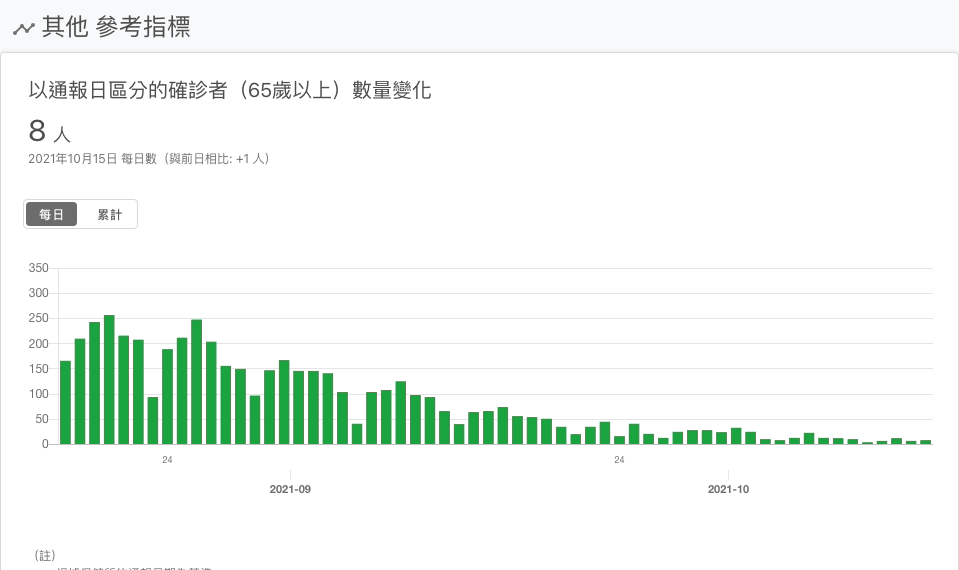 其他 參考指標
以通報日區分的確診者（65歲以上）數量變化
8 人
2021年10月15日 每日數（與前日相比: +1 人）
每日 累計
350
300
250
200
150
100
50
0
24 24
2021-09 2021-10
（註）